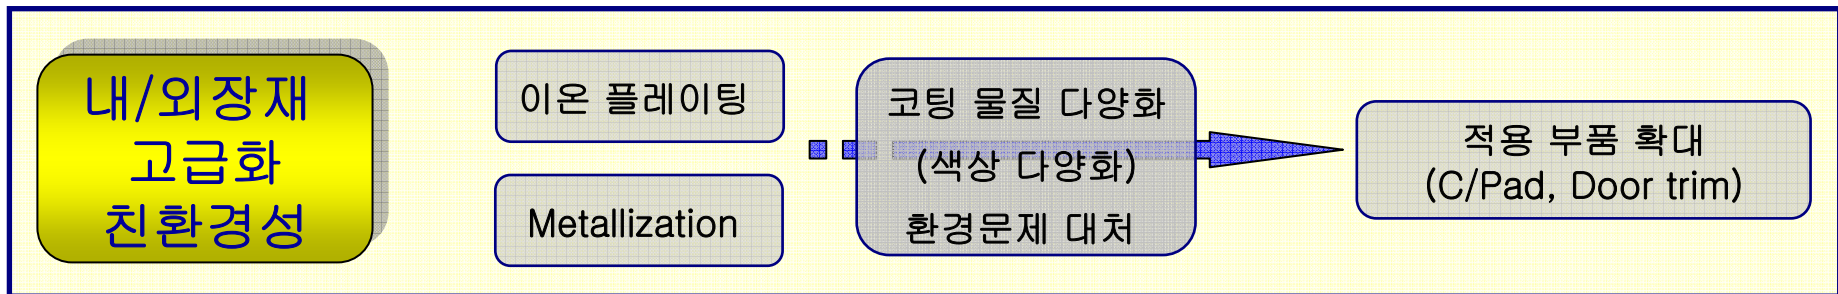 내/외장재
고급화
친환경성
이온 플레이팅
Metallization
코팅 물질 다양화
(색상 다양화)
환경문제 대처
적용 부품 확대
(C/Pad, Door trim)